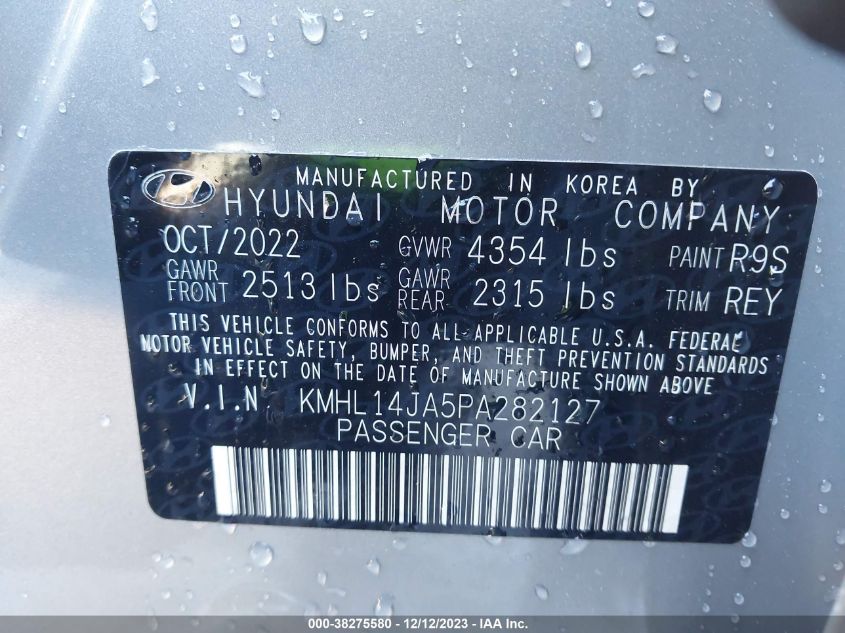 MANUFACTURED IN KOREA BY
HYUNDAI MOTOR COMPANY
OCT/2022 GVWR 4354 lbs PAINT R9S
GAWR FRONT 2513 lbs GAWR REAR 2315 lbs TRIM REY
THIS VEHICLE CONFORMS TO ALL-APPLICABLE U.S.A. FEDERAL
MOTOR VEHICLE SAFETY, BUMPER, AND THEFT PREVENTION STANDARDS
IN EFFECT ON THE DATE OF MANUFACTURE SHOWN ABOVE
V.I.N KMHL14JA5PA282127
PASSENGER CAR
000-38275580 - 12/12/2023 - IAA Inc.